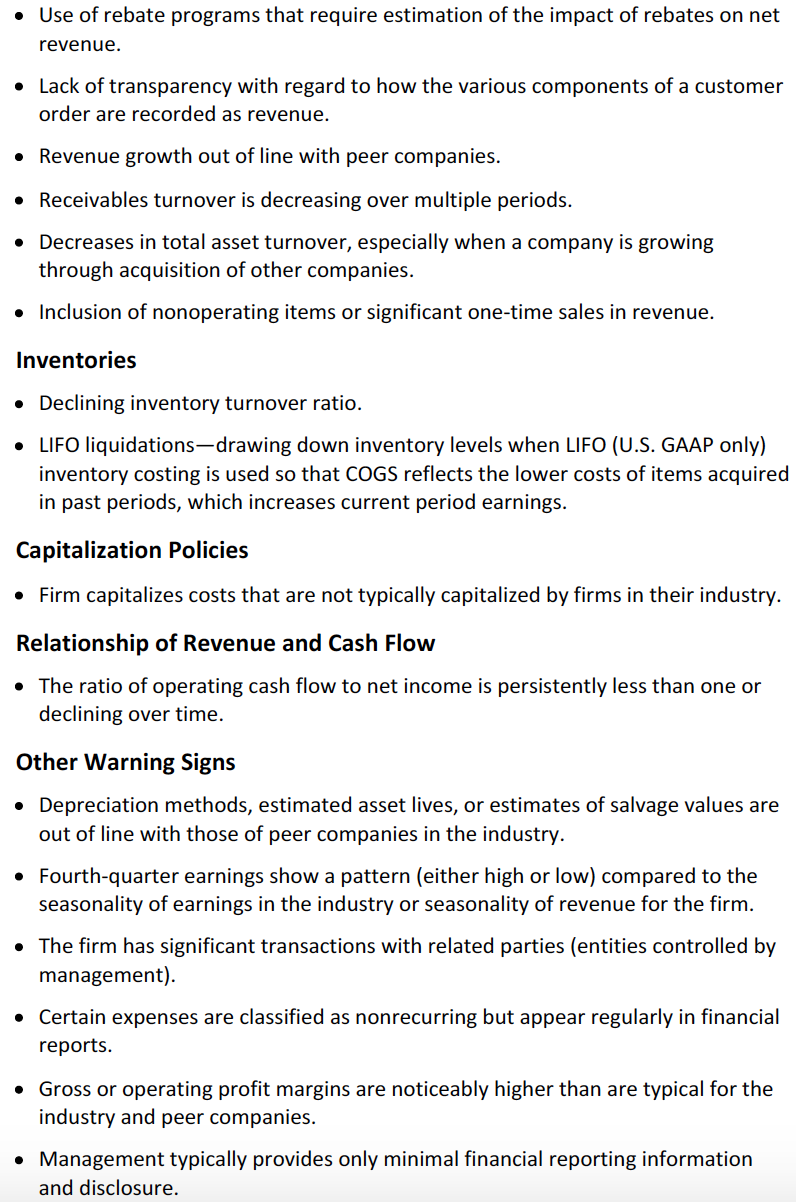 • Use of rebate programs that require estimation of the impact of rebates on net
revenue.
• Lack of transparency with regard to how the various components of a customer
order are recorded as revenue.
• Revenue growth out of line with peer companies.
• Receivables turnover is decreasing over multiple periods.
• Decreases in total asset turnover, especially when a company is growing
through acquisition of other companies.
• Inclusion of nonoperating items or significant one-time sales in revenue.
Inventories
• Declining inventory turnover ratio.
• LIFO liquidations—drawing down inventory levels when LIFO (U.S. GAAP only)
inventory costing is used so that COGS reflects the lower costs of items acquired
in past periods, which increases current period earnings.
Capitalization Policies
• Firm capitalizes costs that are not typically capitalized by firms in their industry.
Relationship of Revenue and Cash Flow
• The ratio of operating cash flow to net income is persistently less than one or
declining over time.
Other Warning Signs
• Depreciation methods, estimated asset lives, or estimates of salvage values are
out of line with those of peer companies in the industry.
• Fourth-quarter earnings show a pattern (either high or low) compared to the
seasonality of earnings in the industry or seasonality of revenue for the firm.
• The firm has significant transactions with related parties (entities controlled by
management).
• Certain expenses are classified as nonrecurring but appear regularly in financial
reports.
• Gross or operating profit margins are noticeably higher than are typical for the
industry and peer companies.
• Management typically provides only minimal financial reporting information
and disclosure.